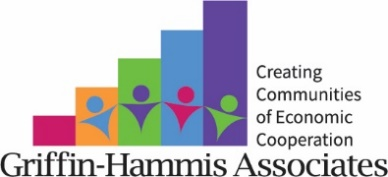 Creating
Communities
of Economic
Cooperation
Griffin-Hammis Associates